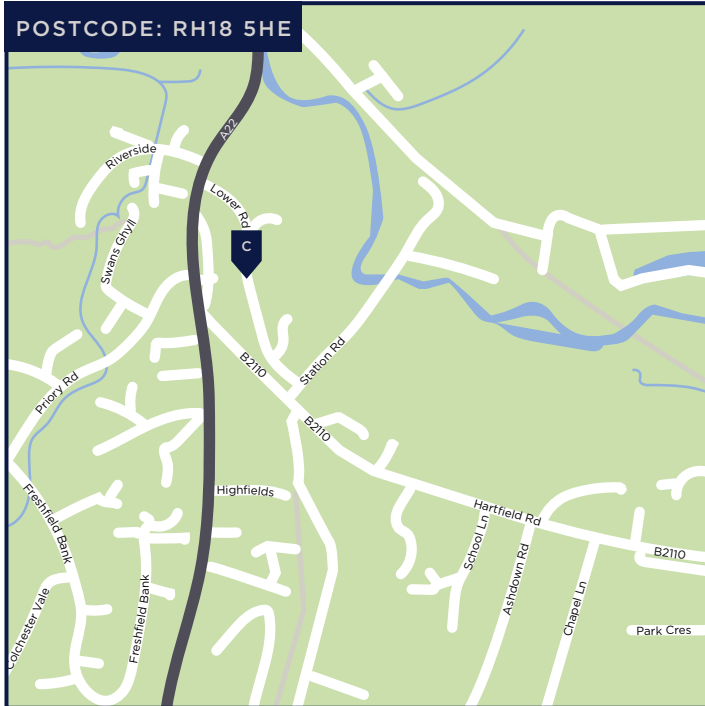 POSTCODE: RH18 5HE
A22
Riverside
Lower Rd
Swans Ghyll
C
B2110
Station Rd
Priory Rd
B2110
Freshfield Bank
Highfields
Hartfield Rd
School Ln
Ashdown Rd
B2110
Colchester Vale
Freshfield Bank
Chapel Ln
Park Cres